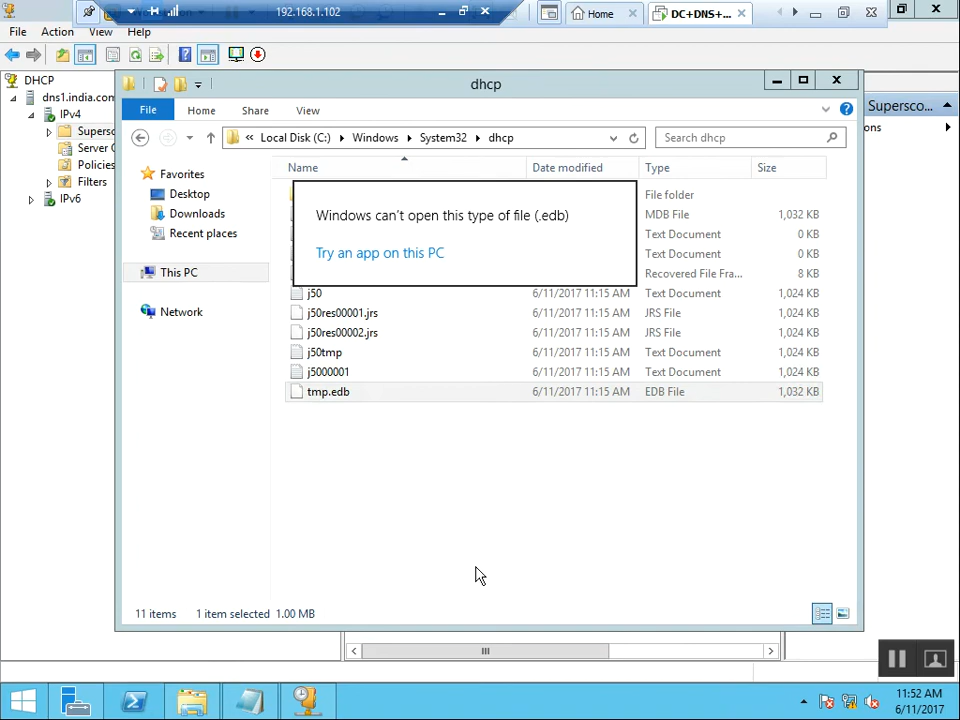 192.168.1.102
Home
DC+DNS+...
File Action View Help
DHCP
dns1.india.com
IPv4
Supersc
Server O
Policies
Filters
IPv6
dhcp
File Home Share View
« Local Disk (C:) Windows System32 dhcp
Search dhcp
Supersco...
ons
Favorites
Desktop
Downloads
Recent places
This PC
Network
Name Date modified Type Size
File folder
MDB File 1,032 KB
Text Document 0 KB
Text Document 0 KB
Recovered File Fra... 8 KB
Windows can't open this type of file (.edb)
Try an app on this PC
j50 6/11/2017 11:15 AM Text Document 1,024 KB
j50res00001.jrs 6/11/2017 11:15 AM JRS File 1,024 KB
j50res00002.jrs 6/11/2017 11:15 AM JRS File 1,024 KB
j50tmp 6/11/2017 11:15 AM Text Document 1,024 KB
j5000001 6/11/2017 11:15 AM Text Document 1,024 KB
tmp.edb 6/11/2017 11:15 AM EDB File 1,032 KB
11 items 1 item selected 1.00 MB
11:52 AM
6/11/2017